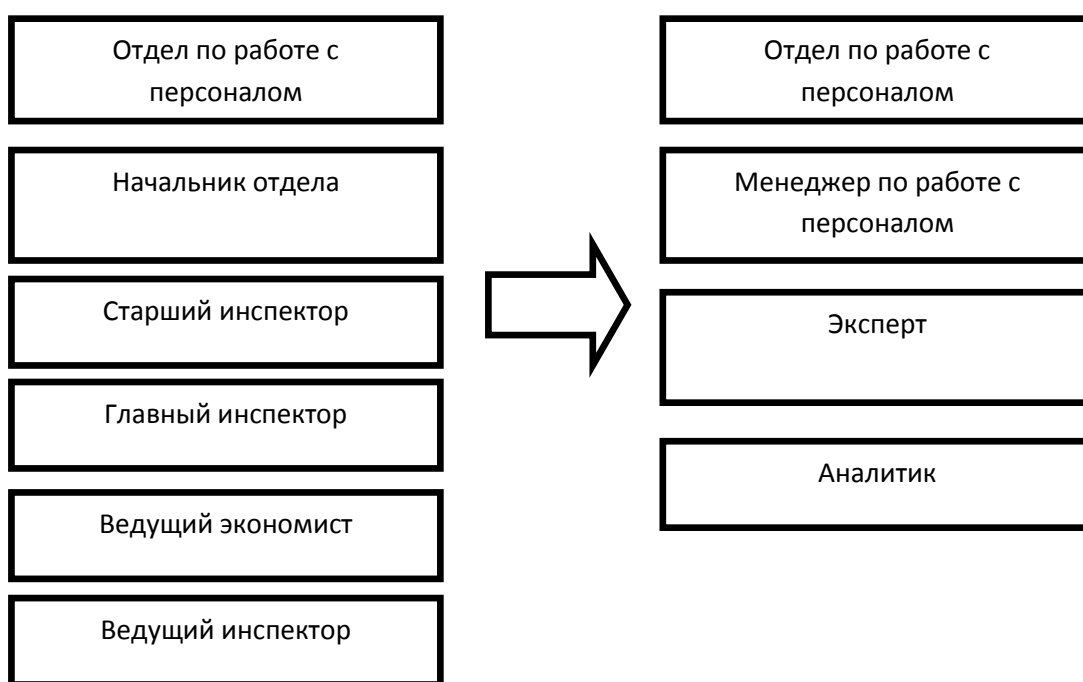 Отдел по работе с
персоналом
Начальник отдела
Старший инспектор
Главный инспектор
Ведущий экономист
Ведущий инспектор
Отдел по работе с
персоналом
Менеджер по работе с
персоналом
Эксперт
Аналитик